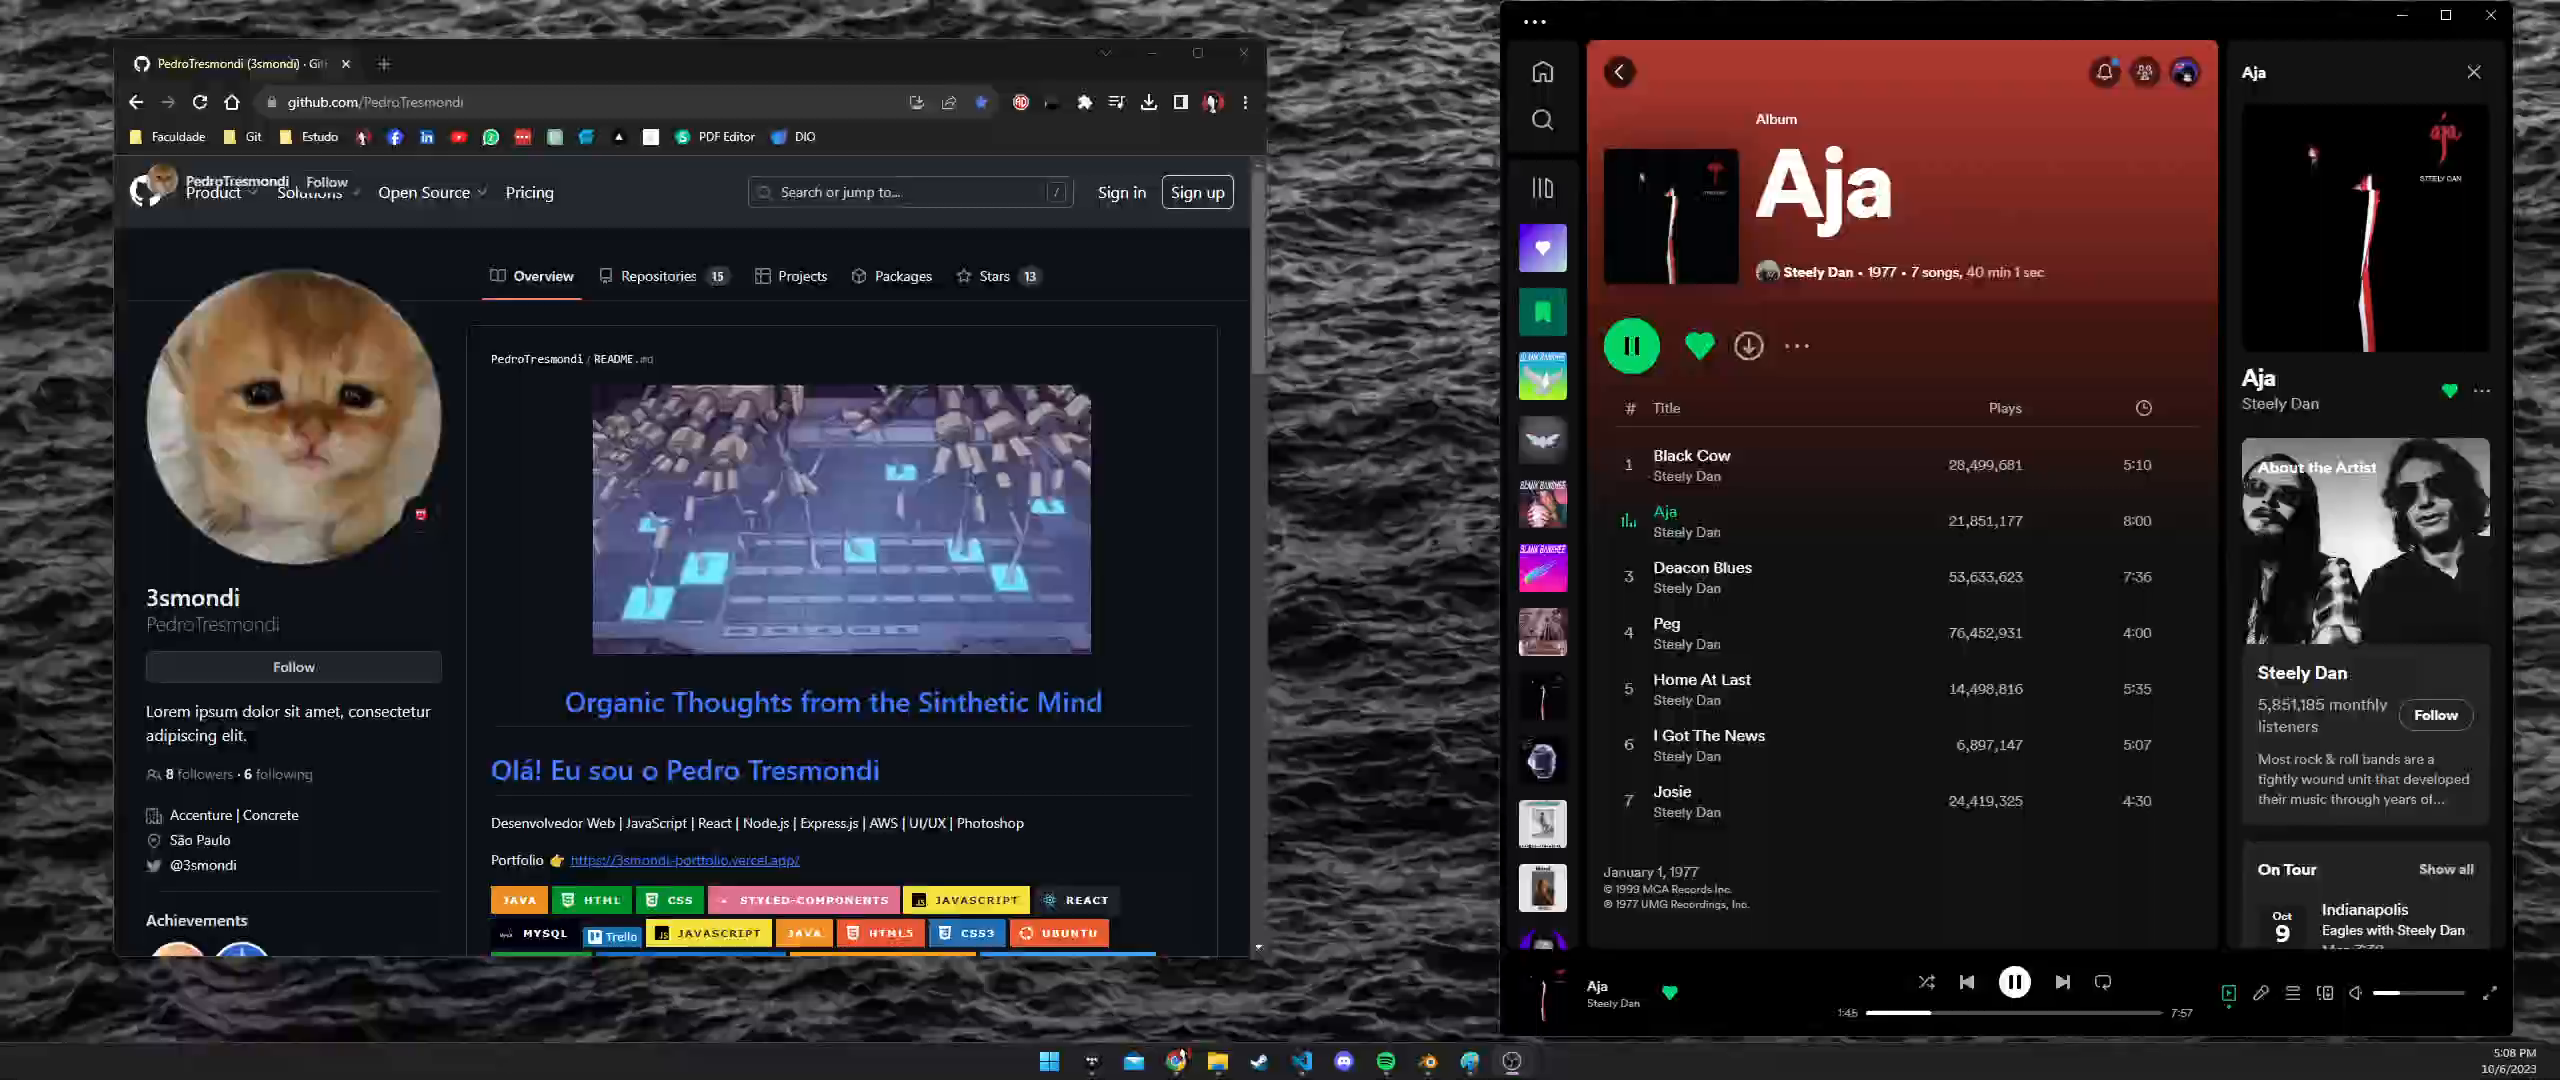 PedroTresmondi (3smondi) · Git
github.com/PedroTresmondi
Faculdade
Git
Estudo
PDF Editor
DIO
PedroTresmondi
Follow
Product
Solutions
Open Source
Pricing
Search or jump to...
/
Sign in
Sign up
Overview
Repositories 15
Projects
Packages
Stars 13
3smondi
PedroTresmondi
Follow
Lorem ipsum dolor sit amet, consectetur
adipiscing elit.
8 followers · 6 following
Accenture | Concrete
São Paulo
@3smondi
Achievements
PedroTresmondi / README.md
Organic Thoughts from the Sinthetic Mind
Olá! Eu sou o Pedro Tresmondi
Desenvolvedor Web | JavaScript | React | Node.js | Express.js | AWS | UI/UX | Photoshop
Portfolio 👉 https://3smondi-portfolio.vercel.app/
JAVA HTML CSS STYLED-COMPONENTS JAVASCRIPT REACT
MYSQL Trello JAVASCRIPT JAVA HTML5 CSS3 UBUNTU
Album
Aja
Steely Dan • 1977 • 7 songs, 40 min 1 sec
# Title Plays
1 Black Cow 28,499,681 5:10
Steely Dan
Aja 21,851,177 8:00
Steely Dan
3 Deacon Blues 53,633,623 7:36
Steely Dan
4 Peg 76,452,931 4:00
Steely Dan
5 Home At Last 14,498,816 5:35
Steely Dan
6 I Got The News 6,897,147 5:07
Steely Dan
7 Josie 24,419,325 4:30
Steely Dan
January 1, 1977
© 1999 MCA Records Inc.
© 1977 UMG Recordings, Inc.
Aja
aja
STEELY DAN
Aja
Steely Dan
About the Artist
Steely Dan
5,851,185 monthly
listeners
Follow
Most rock & roll bands are a
tightly wound unit that developed
their music through years of...
On Tour
Show all
Oct
9
Indianapolis
Eagles with Steely Dan
Aja
Steely Dan
1:45
7:57
5:08 PM
10/6/2023